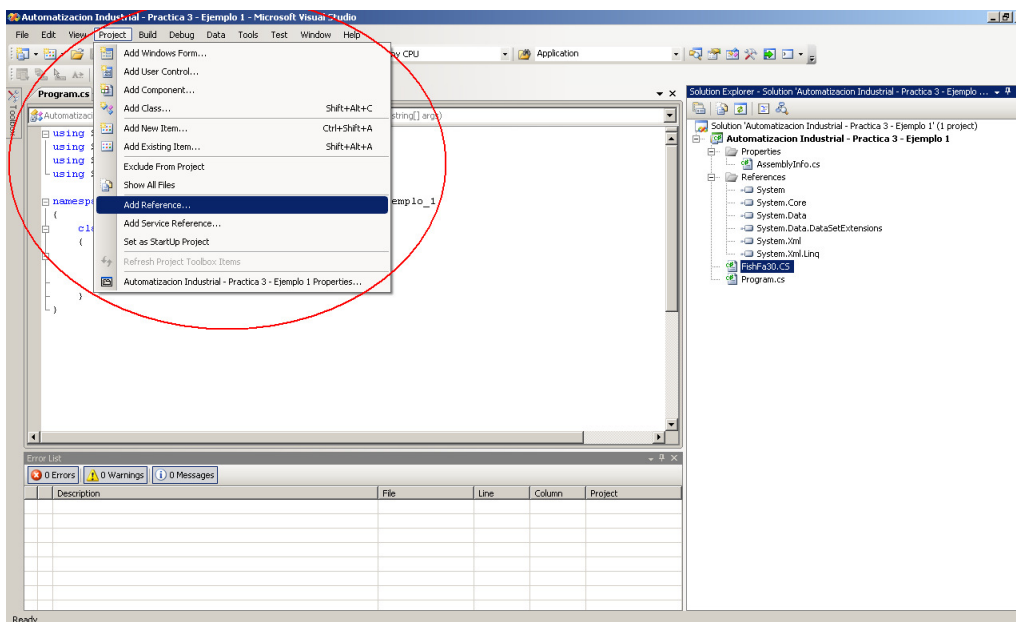 Automatizacion Industrial - Practica 3 - Ejemplo 1 - Microsoft Visual Studio
File Edit View Project Build Debug Data Tools Test Window Help
CPU Application
Add Windows Form...
Add User Control...
Add Component...
Add Class... Shift+Alt+C
Add New Item... Ctrl+Shift+A
Add Existing Item... Shift+Alt+A
Exclude From Project
Show All Files
Add Reference...
Add Service Reference...
Set as StartUp Project
Refresh Project Toolbox Items
Automatizacion Industrial - Practica 3 - Ejemplo 1 Properties...
Toolbox
Program.cs
Automatizaci string[] args)
using
using
using
using
namesp emplo_1
{
cla
{
}
}
Solution Explorer - Solution 'Automatizacion Industrial - Practica 3 - Ejemplo ...
Solution 'Automatizacion Industrial - Practica 3 - Ejemplo 1' (1 project)
Automatizacion Industrial - Practica 3 - Ejemplo 1
Properties
AssemblyInfo.cs
References
System
System.Core
System.Data
System.Data.DataSetExtensions
System.Xml
System.Xml.Linq
FishFa30.CS
Program.cs
Error List
0 Errors 0 Warnings 0 Messages
Description File Line Column Project
Ready